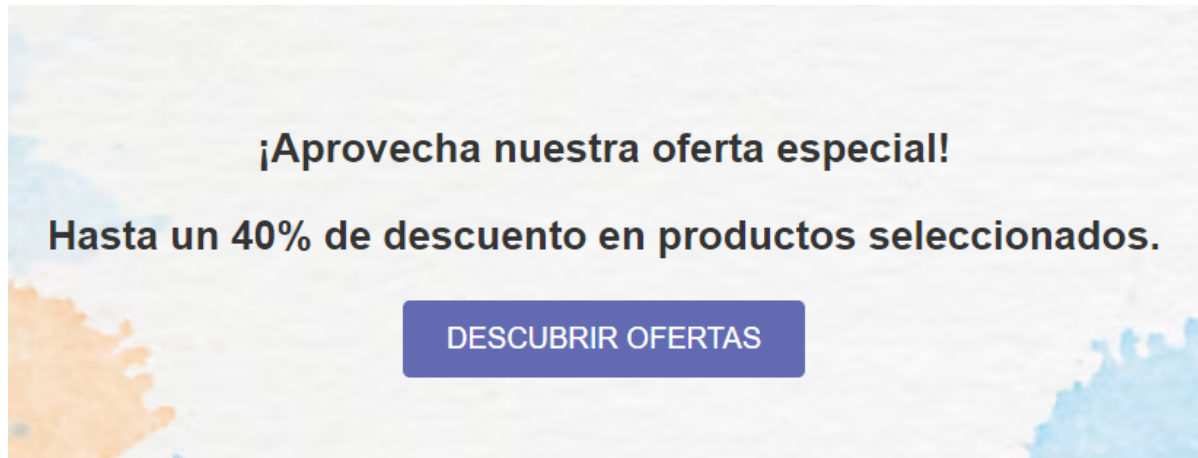 ¡Aprovecha nuestra oferta especial!
Hasta un 40% de descuento en productos seleccionados.
DESCUBRIR OFERTAS